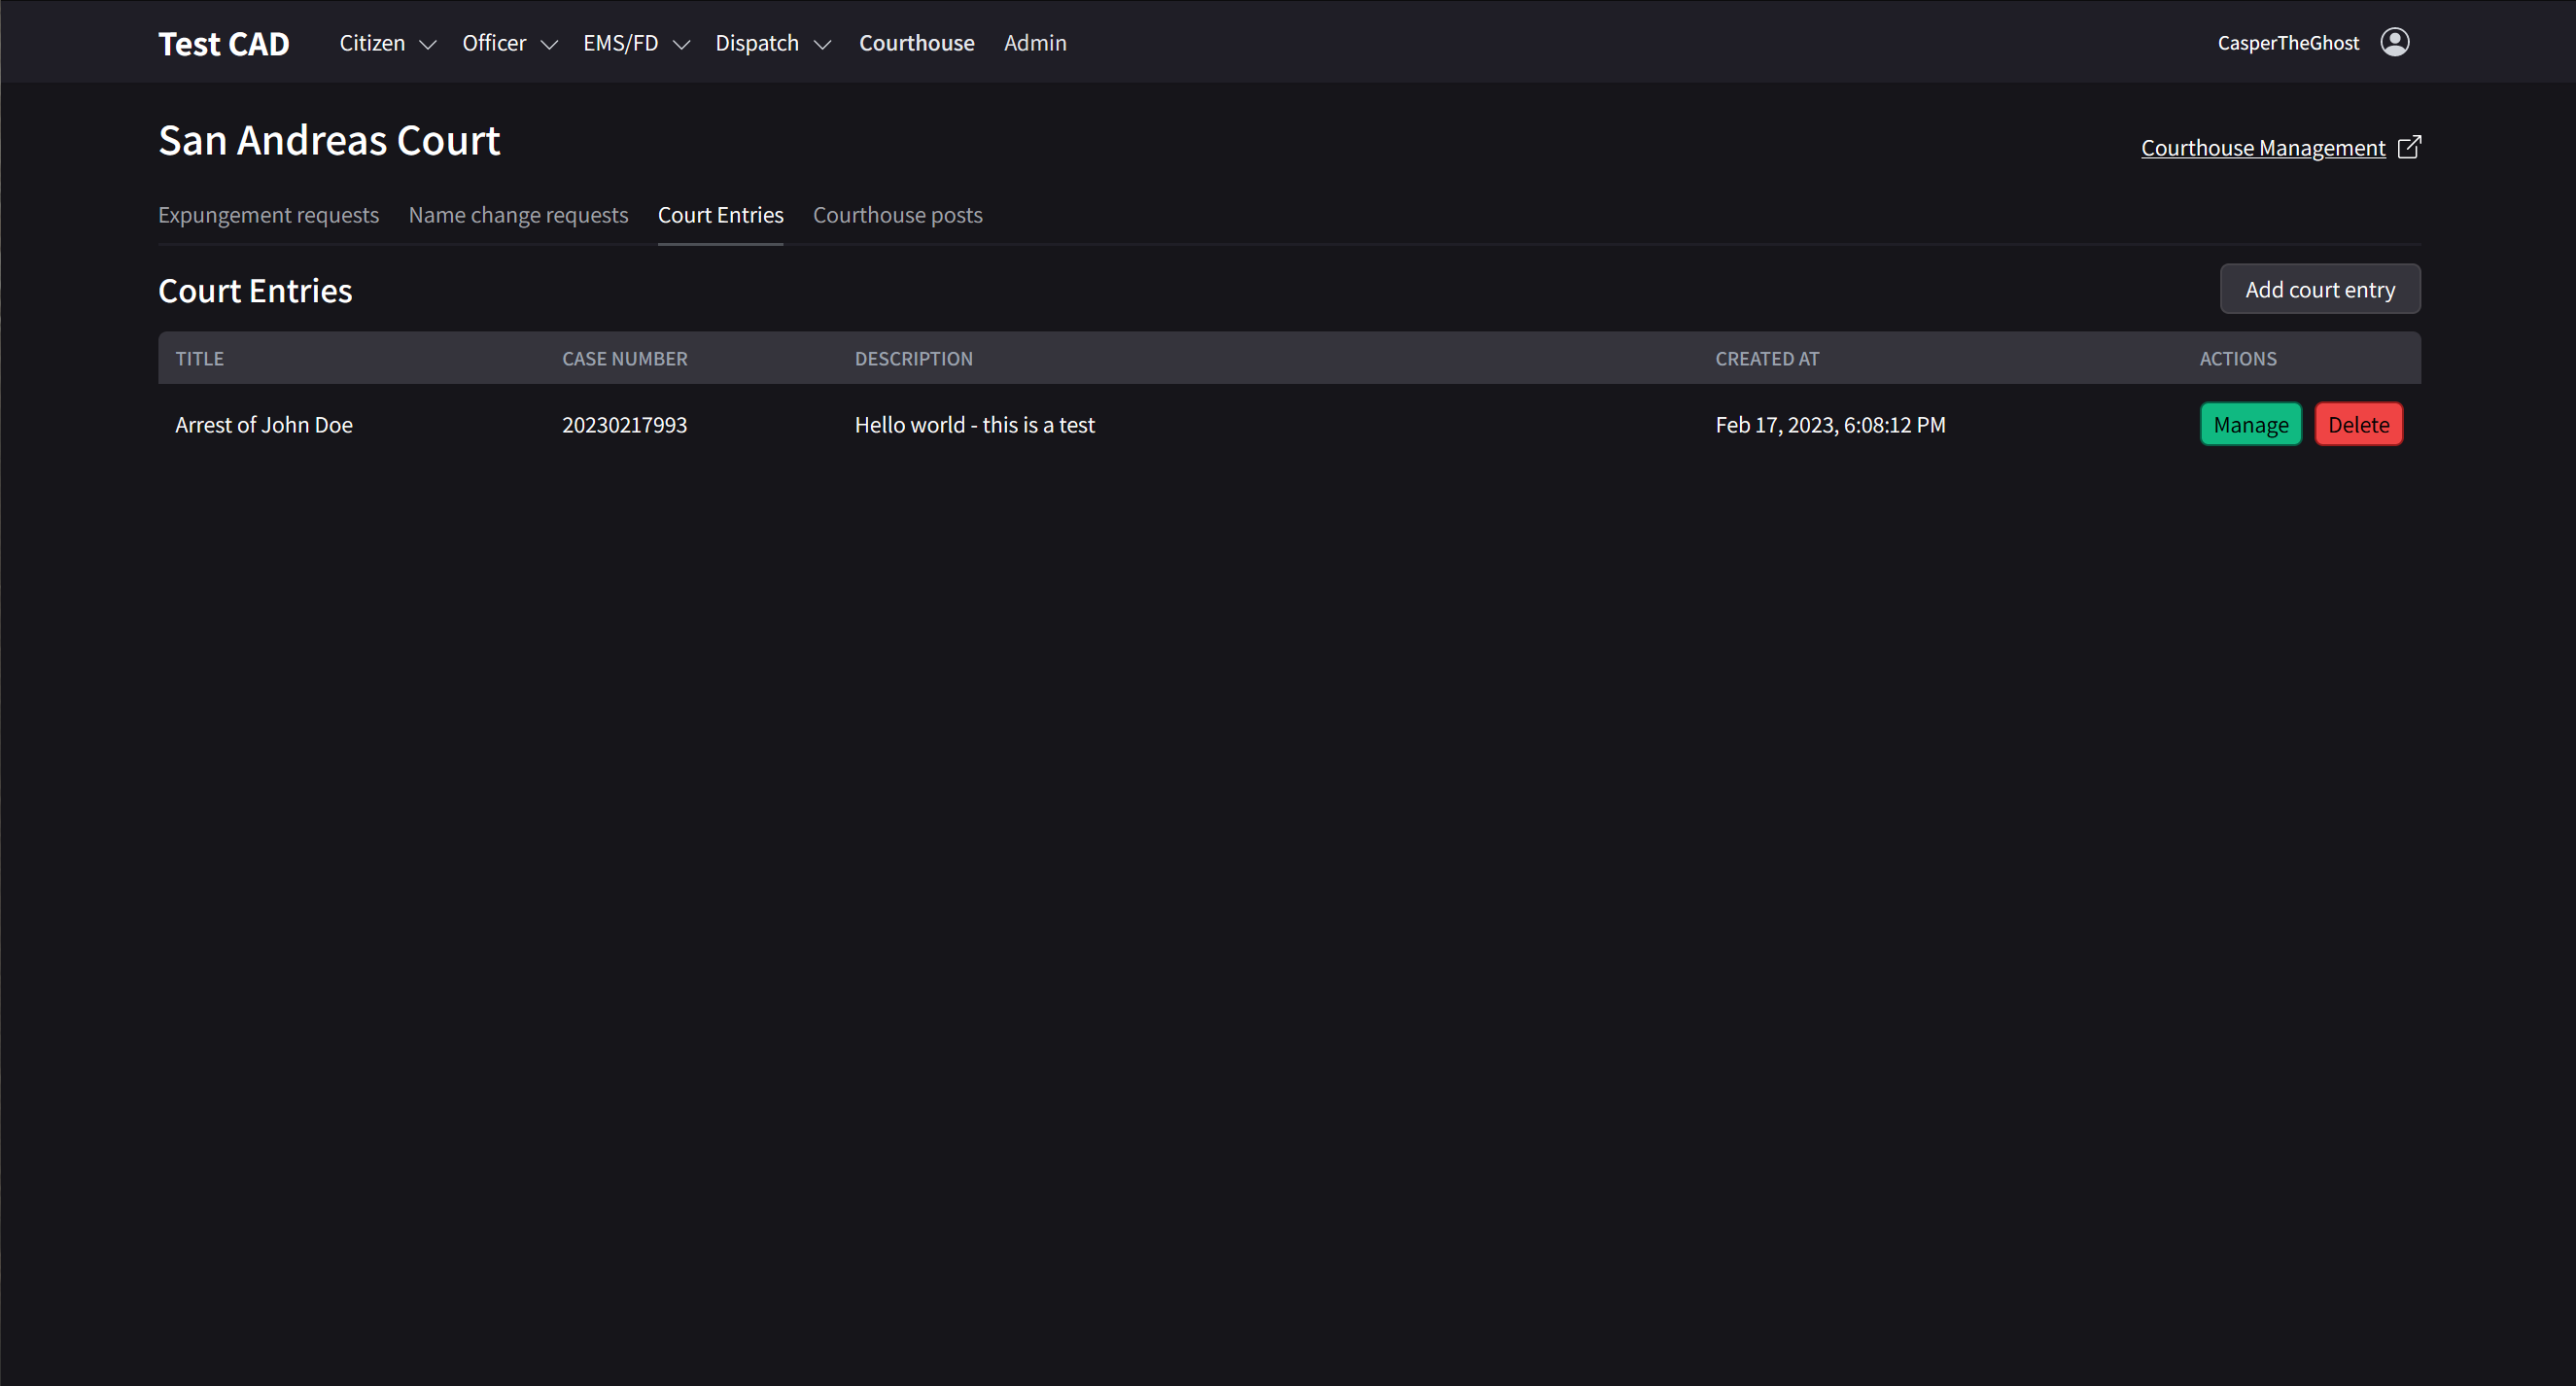 Test CAD Citizen Officer EMS/FD Dispatch Courthouse Admin CasperTheGhost
San Andreas Court
Courthouse Management
Expungement requests Name change requests Court Entries Courthouse posts
Court Entries Add court entry
TITLE CASE NUMBER DESCRIPTION CREATED AT ACTIONS
Arrest of John Doe 20230217993 Hello world - this is a test Feb 17, 2023, 6:08:12 PM Manage Delete